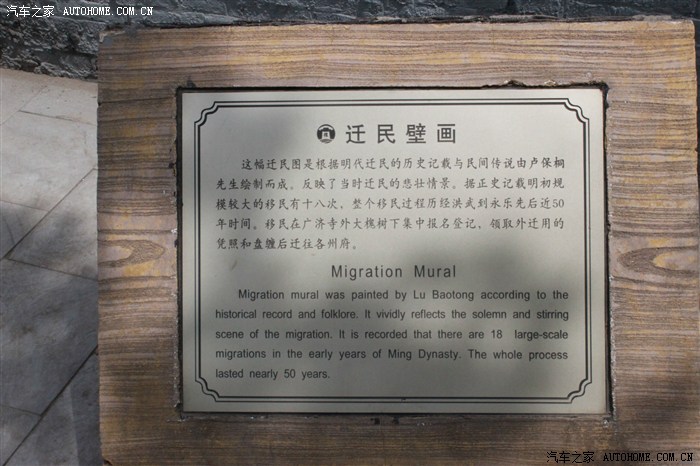 汽车之家 AUTOHOME.COM.CN
迁民壁画
这幅迁民图是根据明代迁民的历史记载与民间传说由卢保桐
先生绘制而成。反映了当时迁民的悲壮情景。据正史记载明初规
模较大的移民有十八次。整个移民过程历经洪武到永乐先后近50
年时间。移民在广济寺外大槐树下集中报名登记，领取外迁用的
凭照和盘缠后迁往各州府。
Migration Mural
Migration mural was painted by Lu Baotong according to the
historical record and folklore. It vividly reflects the solemn and stirring
scene of the migration. It is recorded that there are 18 large-scale
migrations in the early years of Ming Dynasty. The whole process
lasted nearly 50 years.
汽车之家 AUTOHOME.COM.CN